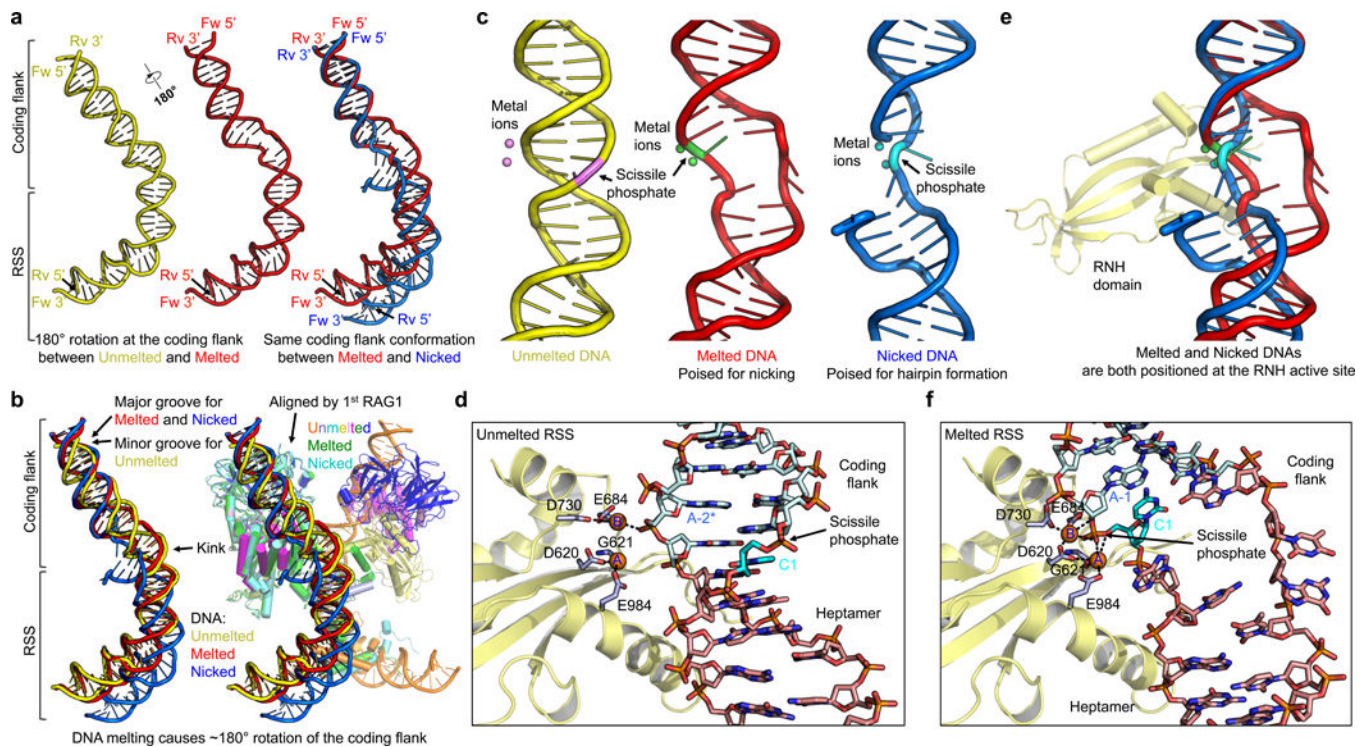 a
Fw 5'
Rv 3'
Fw 5'
Rv 3'
Fw 5'
Rv 3'
Fw 5'
Rv 3'
180°
Coding flank
RSS
Rv 5'
Fw 3'
Rv 5'
Fw 3'
Fw 3'
Rv 5'
180° rotation at the coding flank
between Unmelted and Melted
Same coding flank conformation
between Melted and Nicked
b
Major groove for
Melted and Nicked
Minor groove for
Unmelted
Aligned by 1st RAG1
Unmelted
Melted
Nicked
Coding flank
Kink
RSS
DNA:
Unmelted
Melted
Nicked
DNA melting causes ~180° rotation of the coding flank
c
Metal
ions
Metal
ions
Scissile
phosphate
Metal
ions
Scissile
phosphate
Unmelted DNA
Melted DNA
Poised for nicking
Nicked DNA
Poised for hairpin formation
d
Unmelted RSS
Coding
flank
D730
E684
B
A-2*
Scissile
phosphate
D620
G621
A
C1
E984
Heptamer
e
RNH
domain
Melted and Nicked DNAs
are both positioned at the RNH active site
f
Melted RSS
Coding
flank
A-1
D730
E684
B
C1
D620
Scissile
phosphate
G621
A
E984
Heptamer